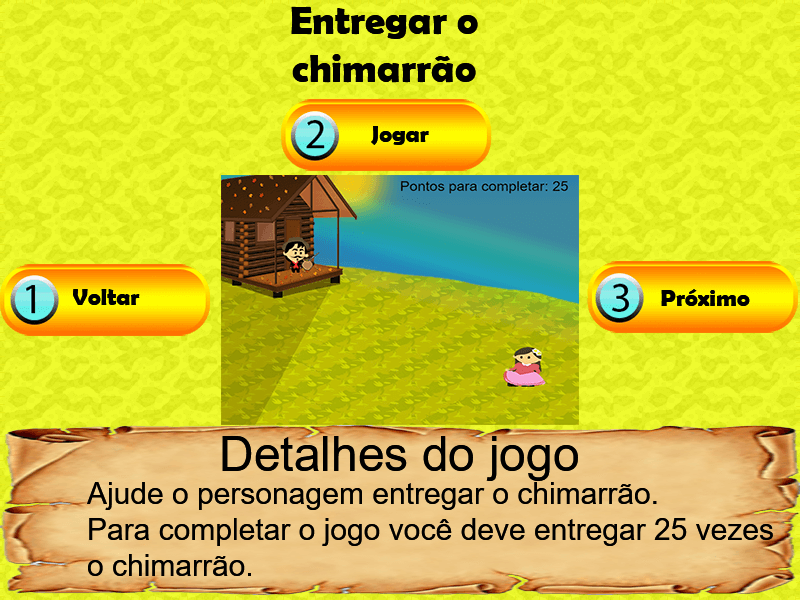 Entregar o
chimarrão
2 Jogar
Pontos para completar: 25
1 Voltar
3 Próximo
Detalhes do jogo
Ajude o personagem entregar o chimarrão.
Para completar o jogo você deve entregar 25 vezes
o chimarrão.